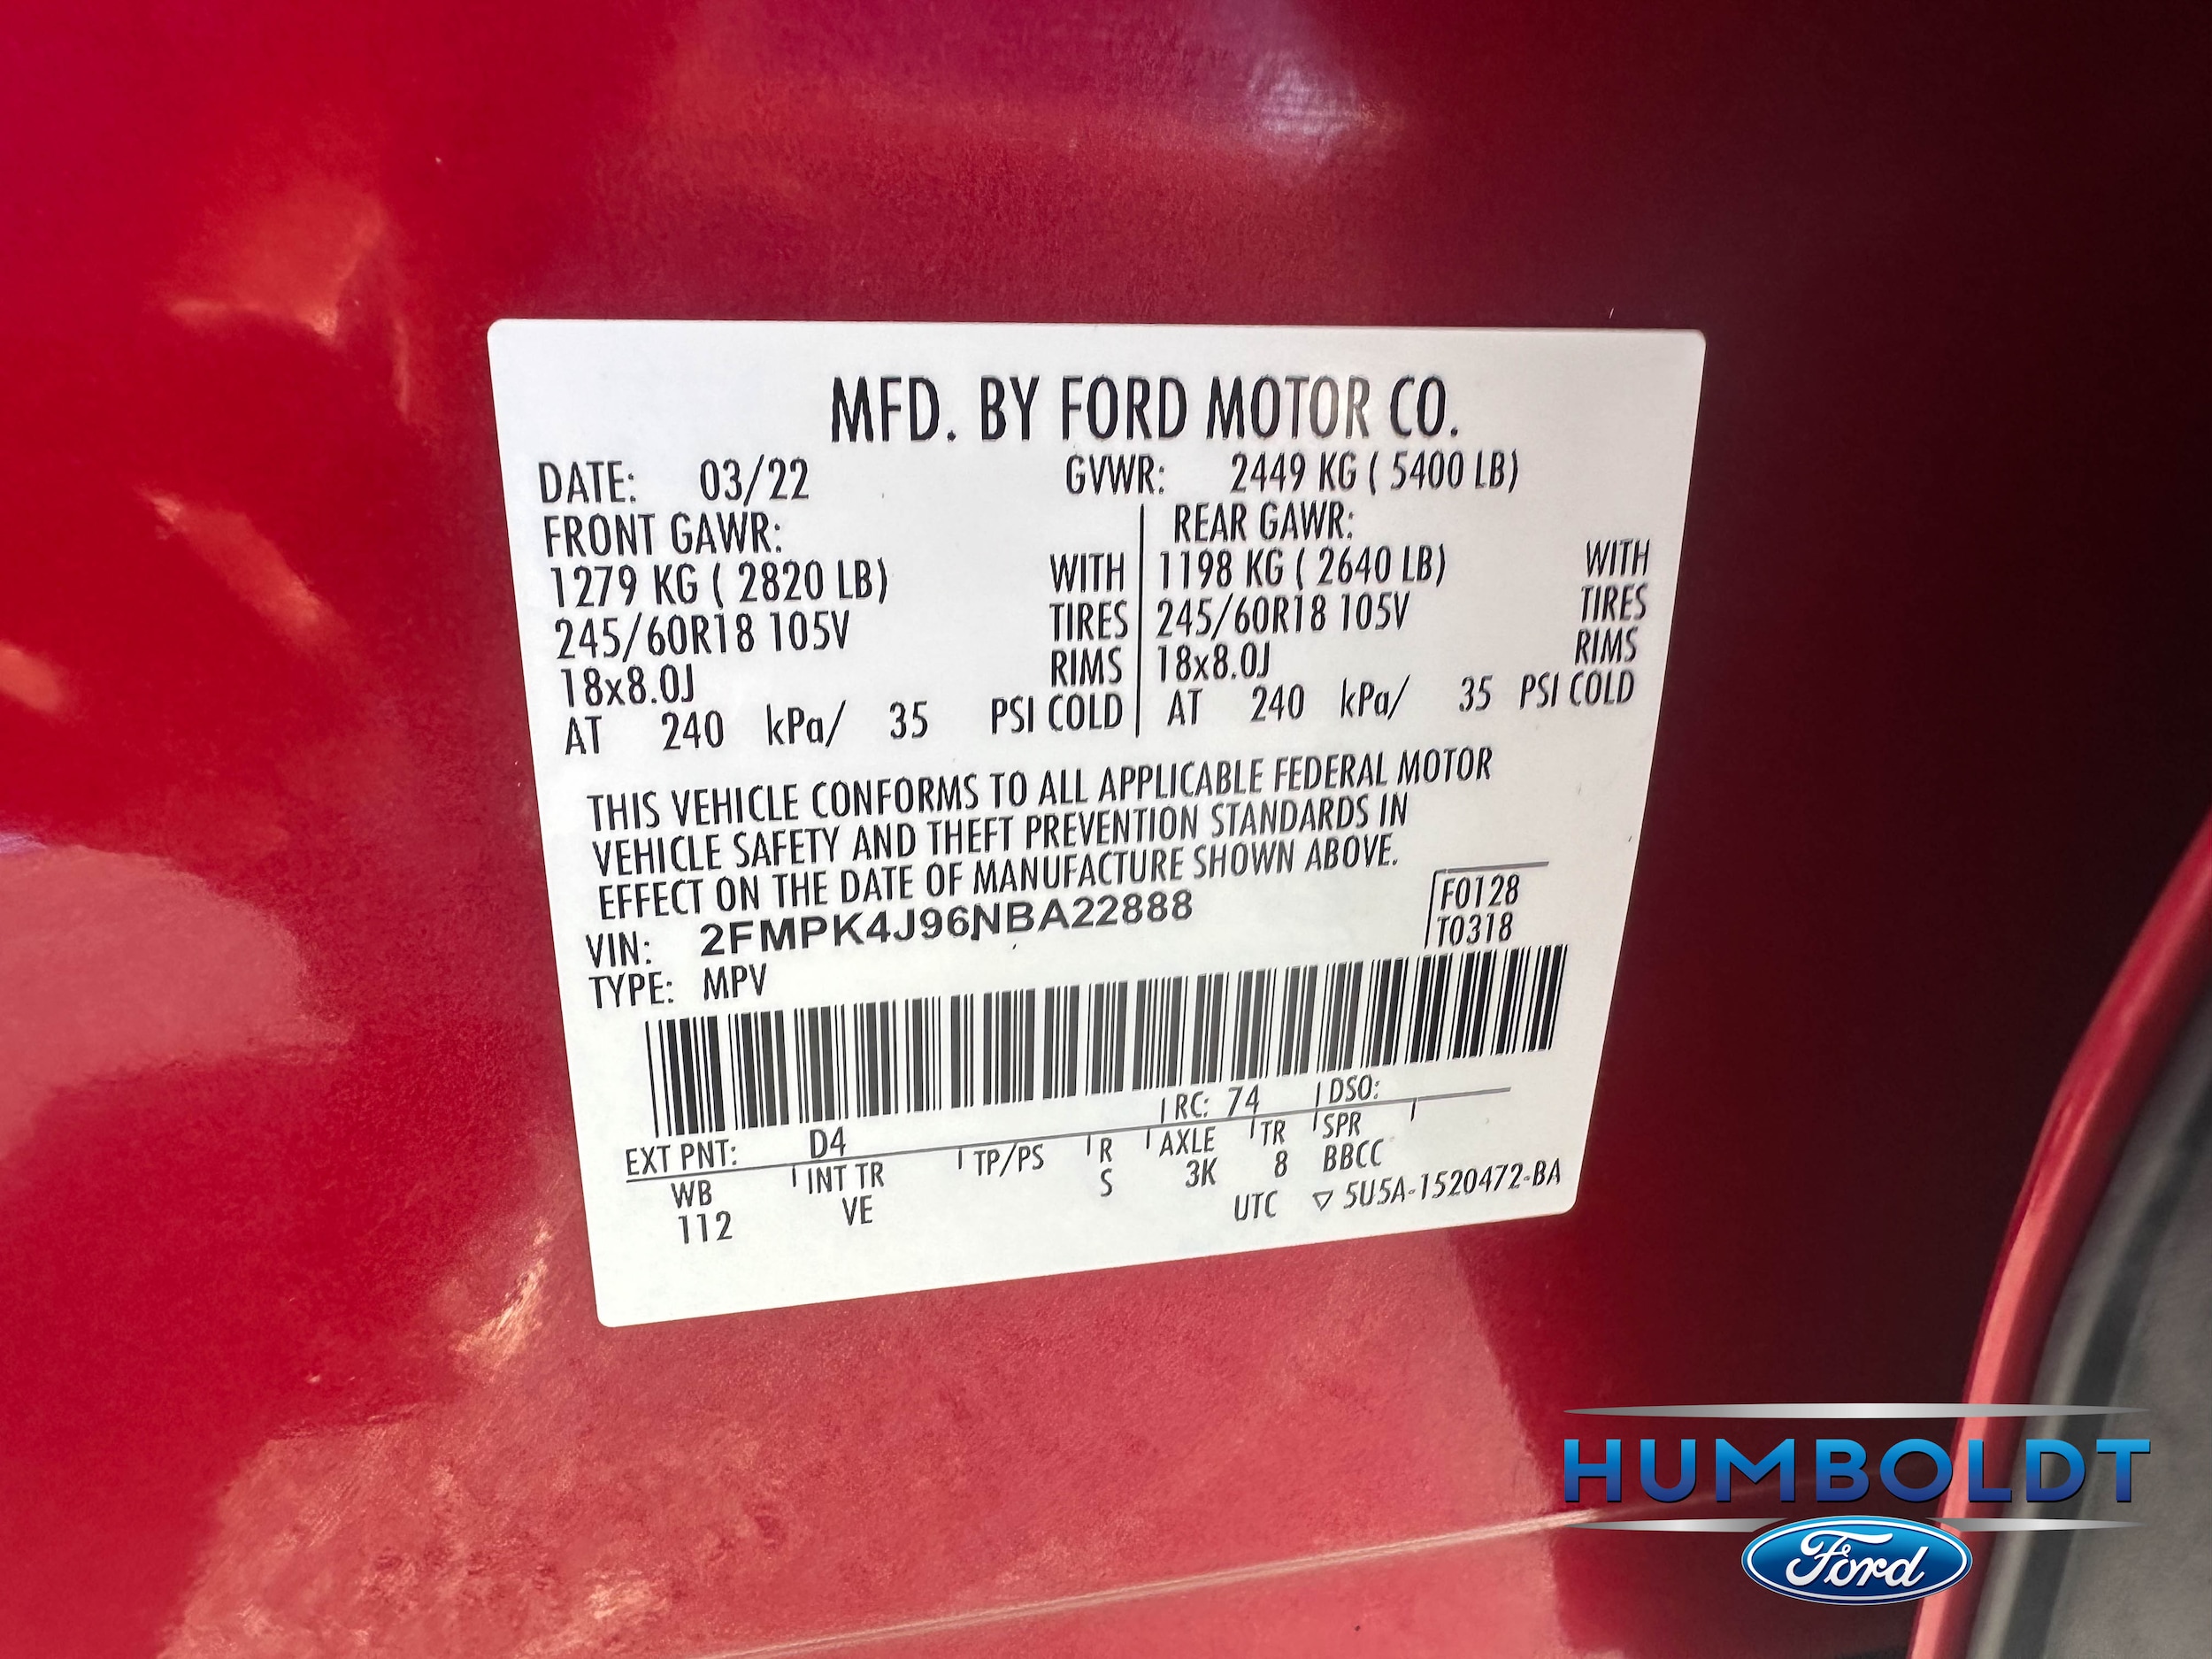 MFD. BY FORD MOTOR CO.
DATE: 03/22 GVWR: 2449 KG ( 5400 LB)
FRONT GAWR: REAR GAWR:
1279 KG ( 2820 LB) WITH 1198 KG ( 2640 LB) WITH
245/60R18 105V TIRES 245/60R18 105V TIRES
18x8.0J RIMS 18x8.0J RIMS
AT 240 kPa/ 35 PSI COLD AT 240 kPa/ 35 PSI COLD
THIS VEHICLE CONFORMS TO ALL APPLICABLE FEDERAL MOTOR
VEHICLE SAFETY AND THEFT PREVENTION STANDARDS IN
EFFECT ON THE DATE OF MANUFACTURE SHOWN ABOVE.
F0128
VIN: 2FMPK4J96NBA22888 T0318
TYPE: MPV
EXT PNT: D4 RC: 74 DSO:
WB INT TR TP/PS R AXLE TR SPR
112 VE S 3K 8 BBCC
UTC ▽ 5U5A-1520472-BA
HUMBOLDT
Ford